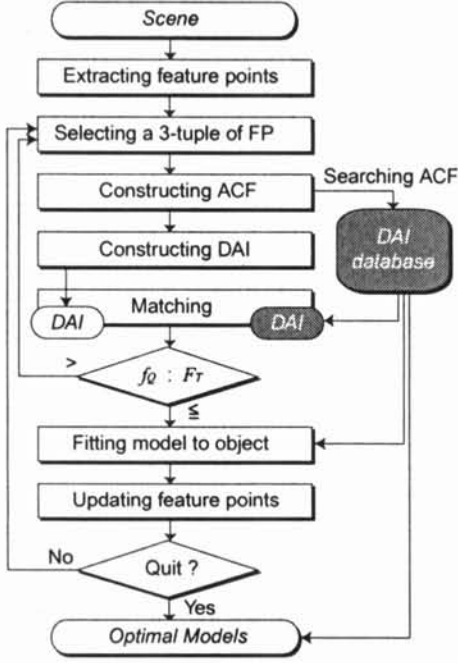 Scene
Extracting feature points
Selecting a 3-tuple of FP
Searching ACF
Constructing ACF
DAI
database
Constructing DAI
Matching
DAI
DAI
>
fQ : FT
≦
Fitting model to object
Updating feature points
No
Quit ?
Yes
Optimal Models